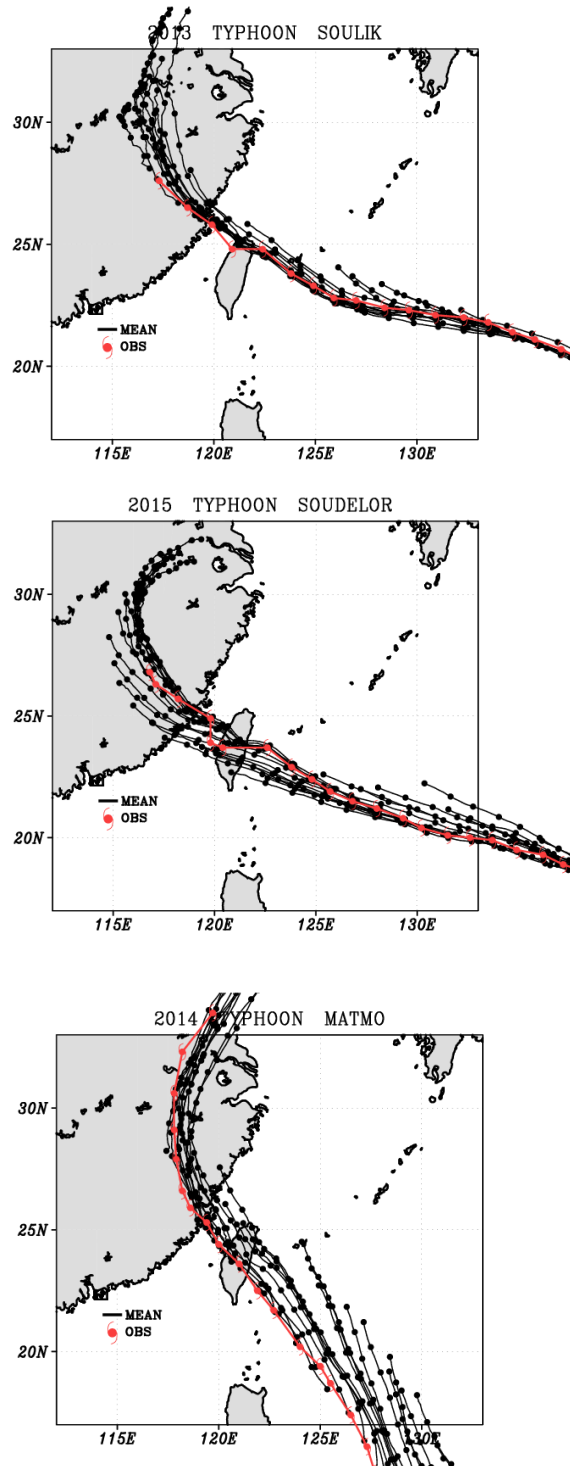 2013 TYPHOON SOULIK
30N
25N
20N
MEAN
OBS
115E 120E 125E 130E
2015 TYPHOON SOUDELOR
30N
25N
20N
MEAN
OBS
115E 120E 125E 130E
2014 TYPHOON MATMO
30N
25N
20N
MEAN
OBS
115E 120E 125E 130E